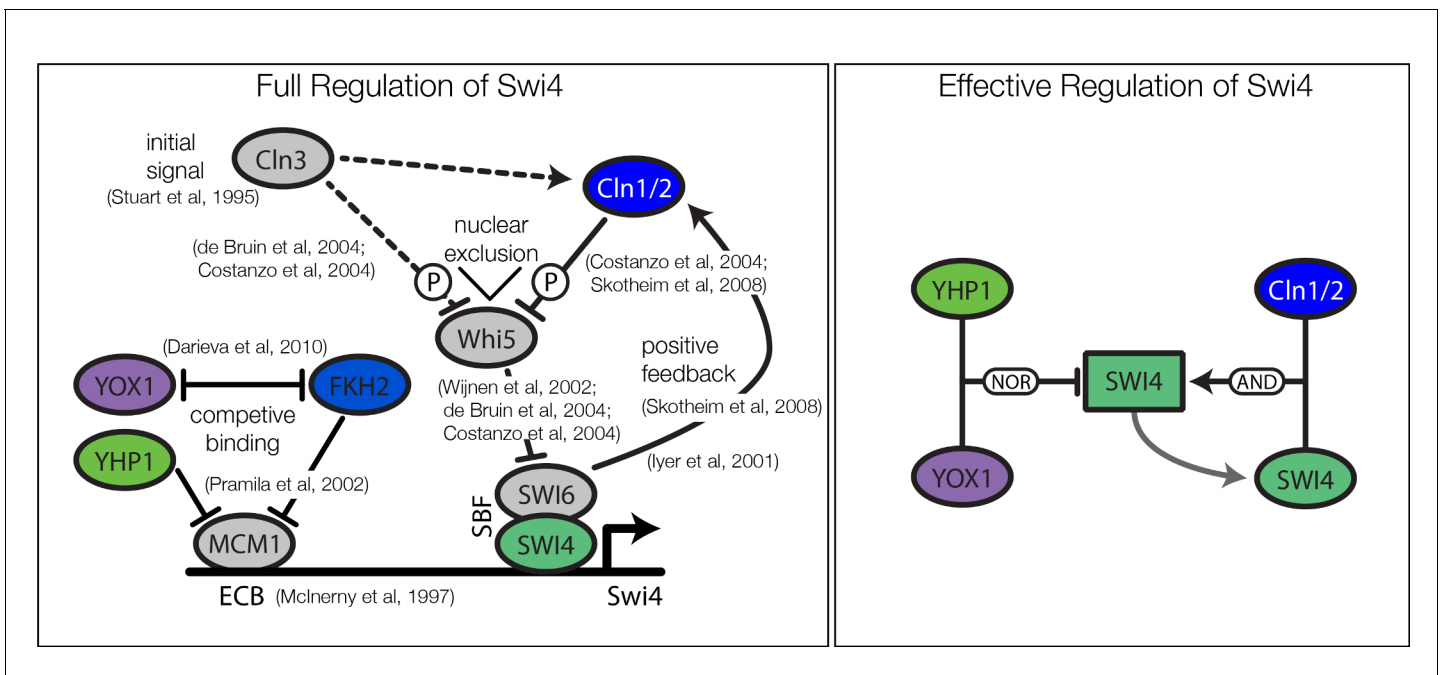 Full Regulation of Swi4
initial
signal
(Stuart et al, 1995)
Cln3
Cln1/2
(de Bruin et al, 2004;
Costanzo et al, 2004)
nuclear
exclusion
P
P
(Costanzo et al, 2004;
Skotheim et al, 2008)
Whi5
(Darieva et al, 2010)
YOX1
FKH2
competive
binding
YHP1
(Pramila et al, 2002)
MCM1
(Wijnen et al, 2002;
de Bruin et al, 2004;
Costanzo et al, 2004)
positive
feedback
(Skotheim et al, 2008)
(Iyer et al, 2001)
SBF
SWI6
SWI4
ECB (McInerny et al, 1997)
Swi4
Effective Regulation of Swi4
YHP1
Cln1/2
NOR
SWI4
AND
YOX1
SWI4